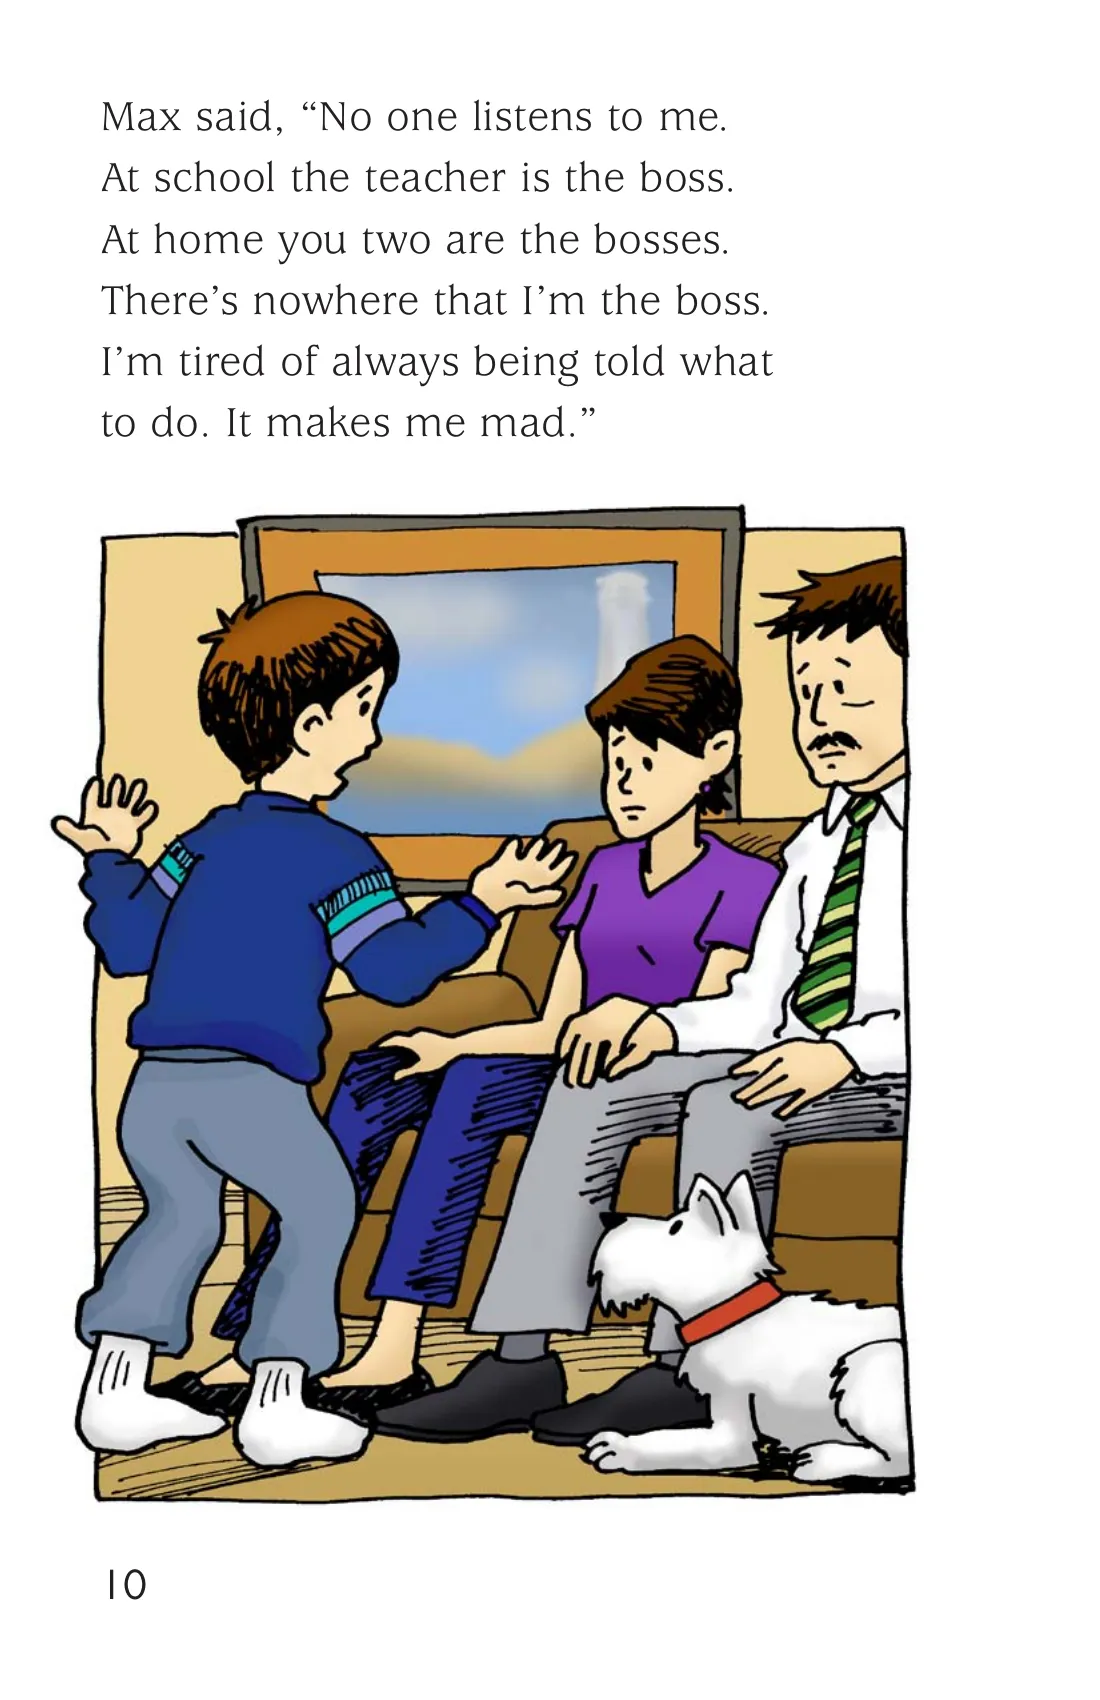 Max said, “No one listens to me.
At school the teacher is the boss.
At home you two are the bosses.
There’s nowhere that I’m the boss.
I’m tired of always being told what
to do. It makes me mad.”
10